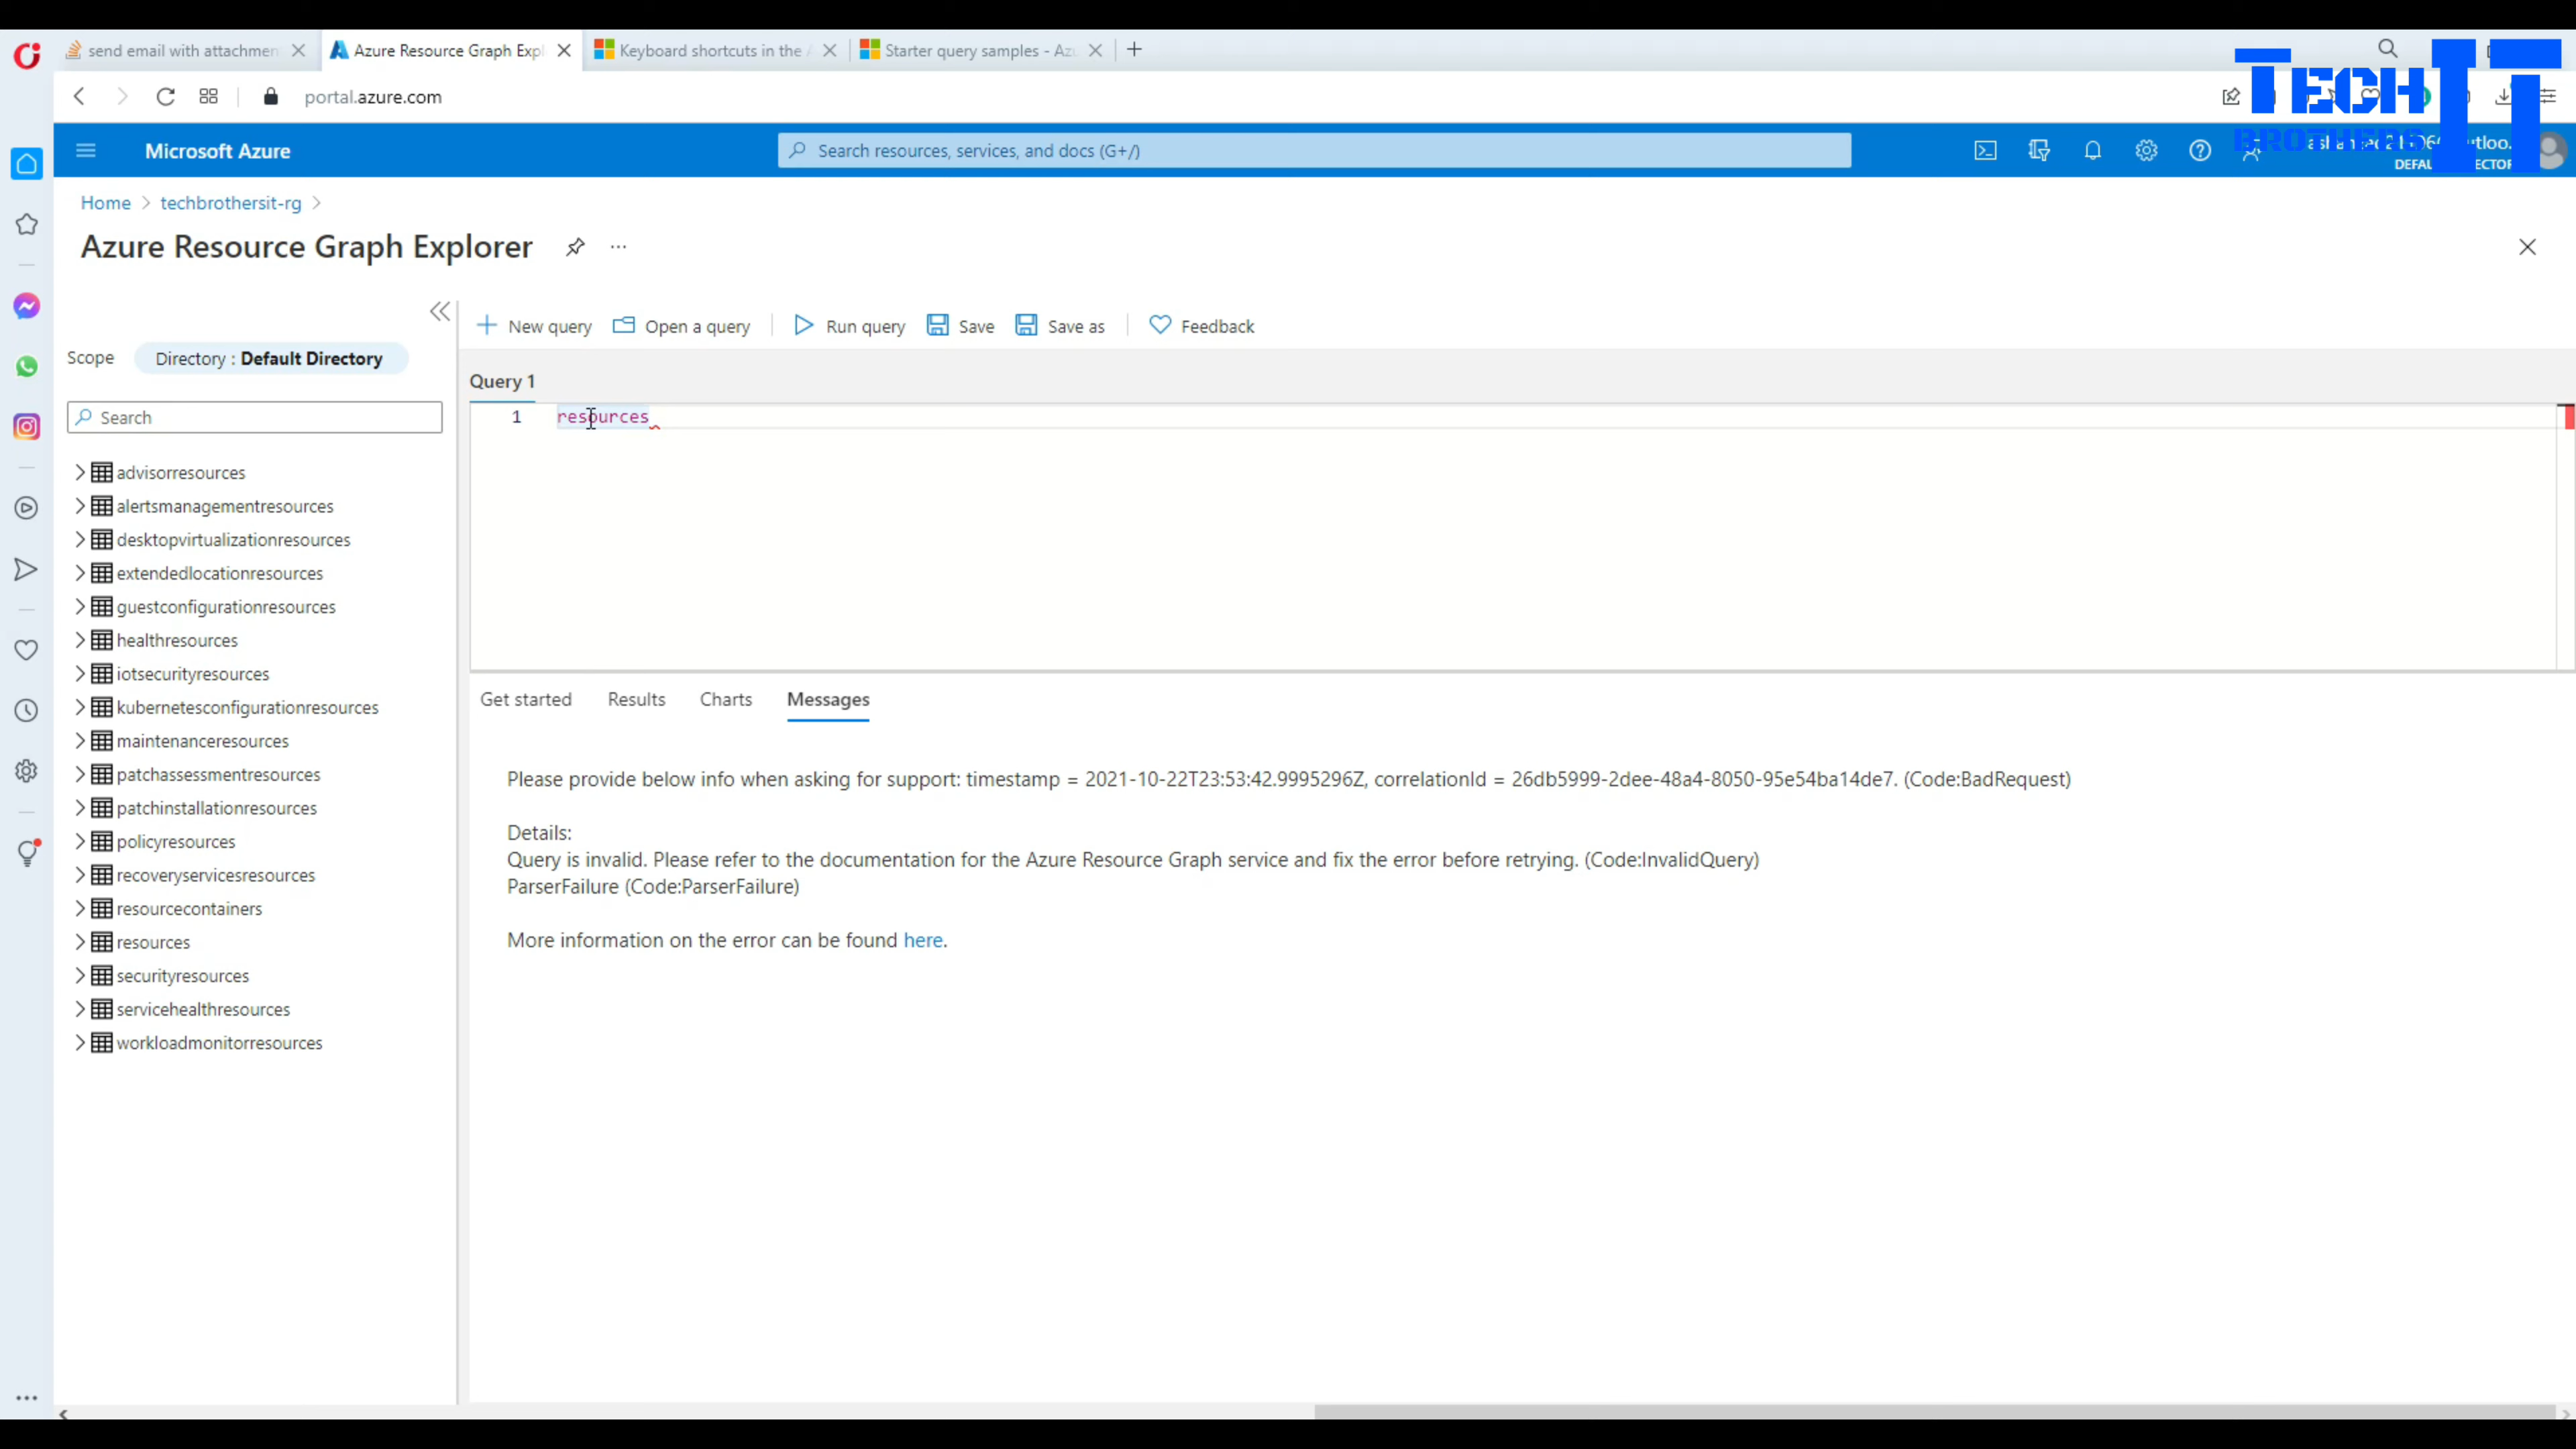 send email with attachmen
Azure Resource Graph Expl
Keyboard shortcuts in the A
Starter query samples - Azu
TECH IT
BROTHERS
portal.azure.com
Microsoft Azure
Search resources, services, and docs (G+/)
Home
techbrothersit-rg
Azure Resource Graph Explorer
New query
Open a query
Run query
Save
Save as
Feedback
Scope
Directory : Default Directory
Query 1
Search
1
resources
advisorresources
alertsmanagementresources
desktopvirtualizationresources
extendedlocationresources
guestconfigurationresources
healthresources
iotsecurityresources
kubernetesconfigurationresources
maintenanceresources
patchassessmentresources
patchinstallationresources
policyresources
recoveryservicesresources
resourcecontainers
resources
securityresources
servicehealthresources
workloadmonitorresources
Get started
Results
Charts
Messages
Please provide below info when asking for support: timestamp = 2021-10-22T23:53:42.9995296Z, correlationId = 26db5999-2dee-48a4-8050-95e54ba14de7. (Code:BadRequest)
Details:
Query is invalid. Please refer to the documentation for the Azure Resource Graph service and fix the error before retrying. (Code:InvalidQuery)
ParserFailure (Code:ParserFailure)
More information on the error can be found here.